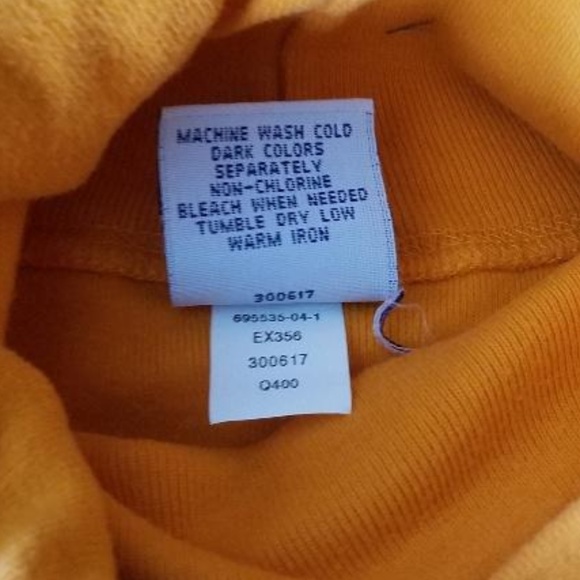 MACHINE WASH COLD
DARK COLORS
SEPARATELY
NON-CHLORINE
BLEACH WHEN NEEDED
TUMBLE DRY LOW
WARM IRON
300617
695535-04-1
EX356
300617
Q400